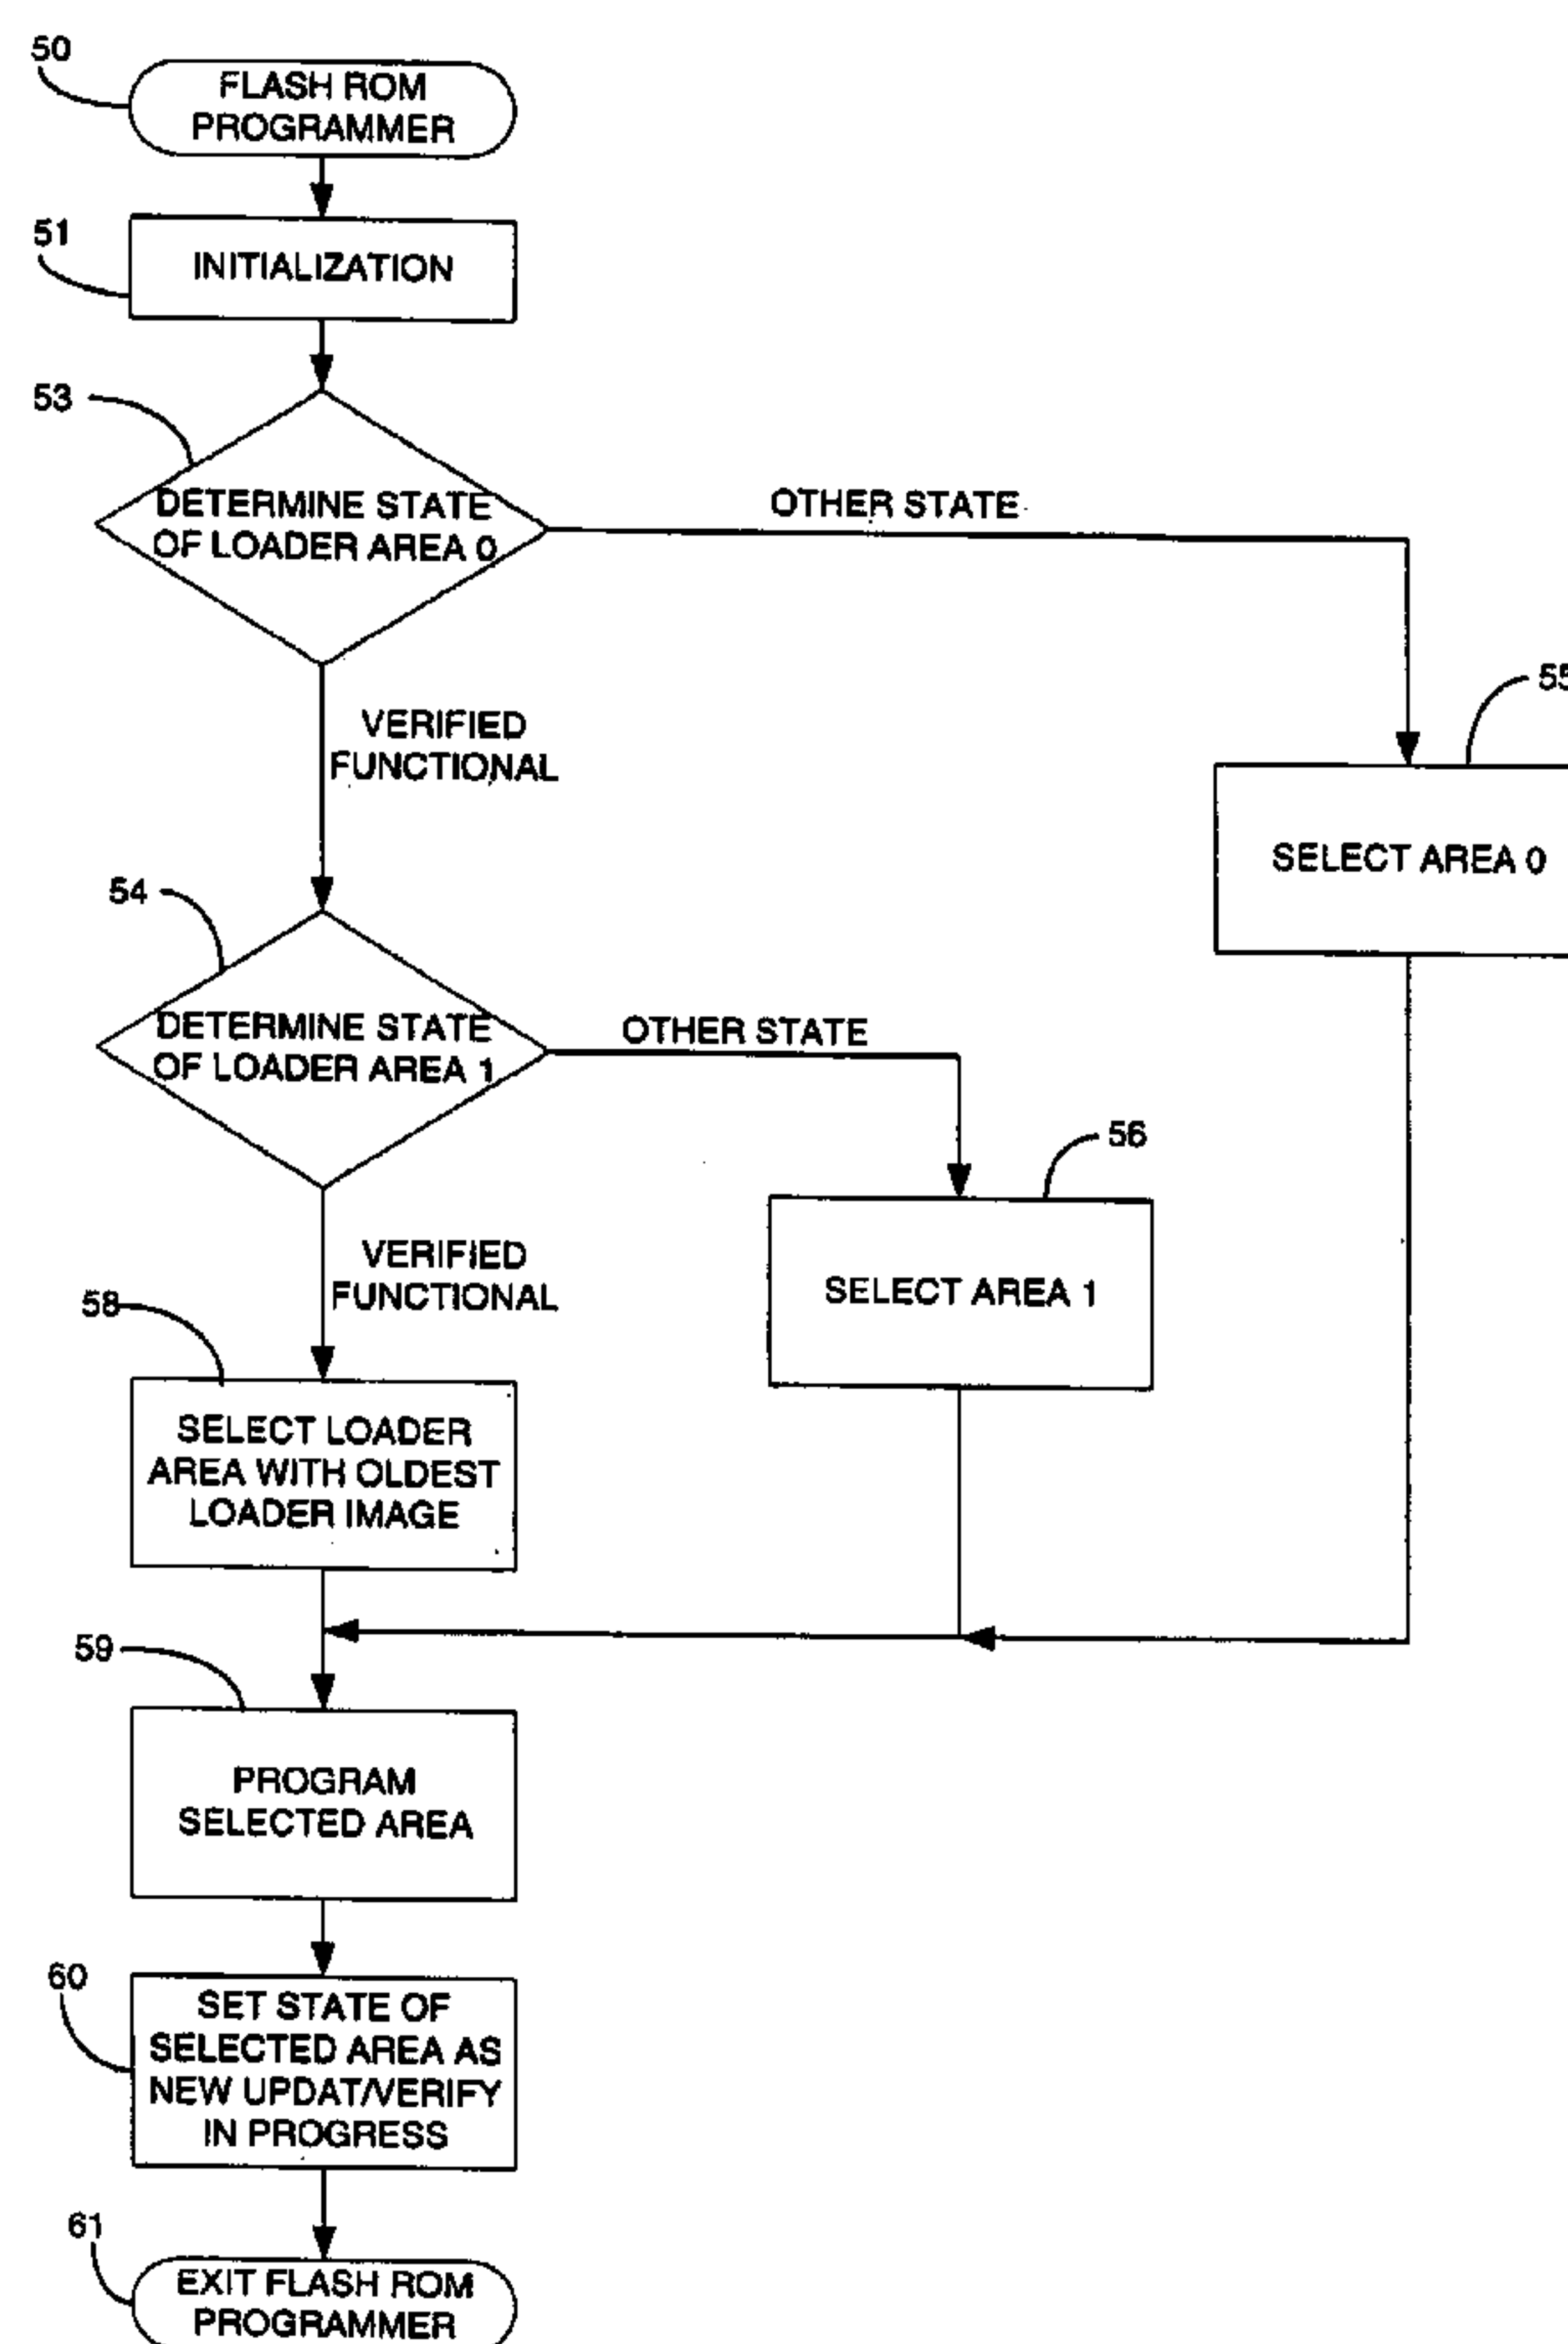 50
FLASH ROM
PROGRAMMER
51
INITIALIZATION
53
DETERMINE STATE
OF LOADER AREA 0
OTHER STATE
VERIFIED
FUNCTIONAL
55
SELECT AREA 0
54
DETERMINE STATE
OF LOADER AREA 1
OTHER STATE
56
SELECT AREA 1
VERIFIED
FUNCTIONAL
58
SELECT LOADER
AREA WITH OLDEST
LOADER IMAGE
59
PROGRAM
SELECTED AREA
60
SET STATE OF
SELECTED AREA AS
NEW UPDAT/VERIFY
IN PROGRESS
61
EXIT FLASH ROM
PROGRAMMER